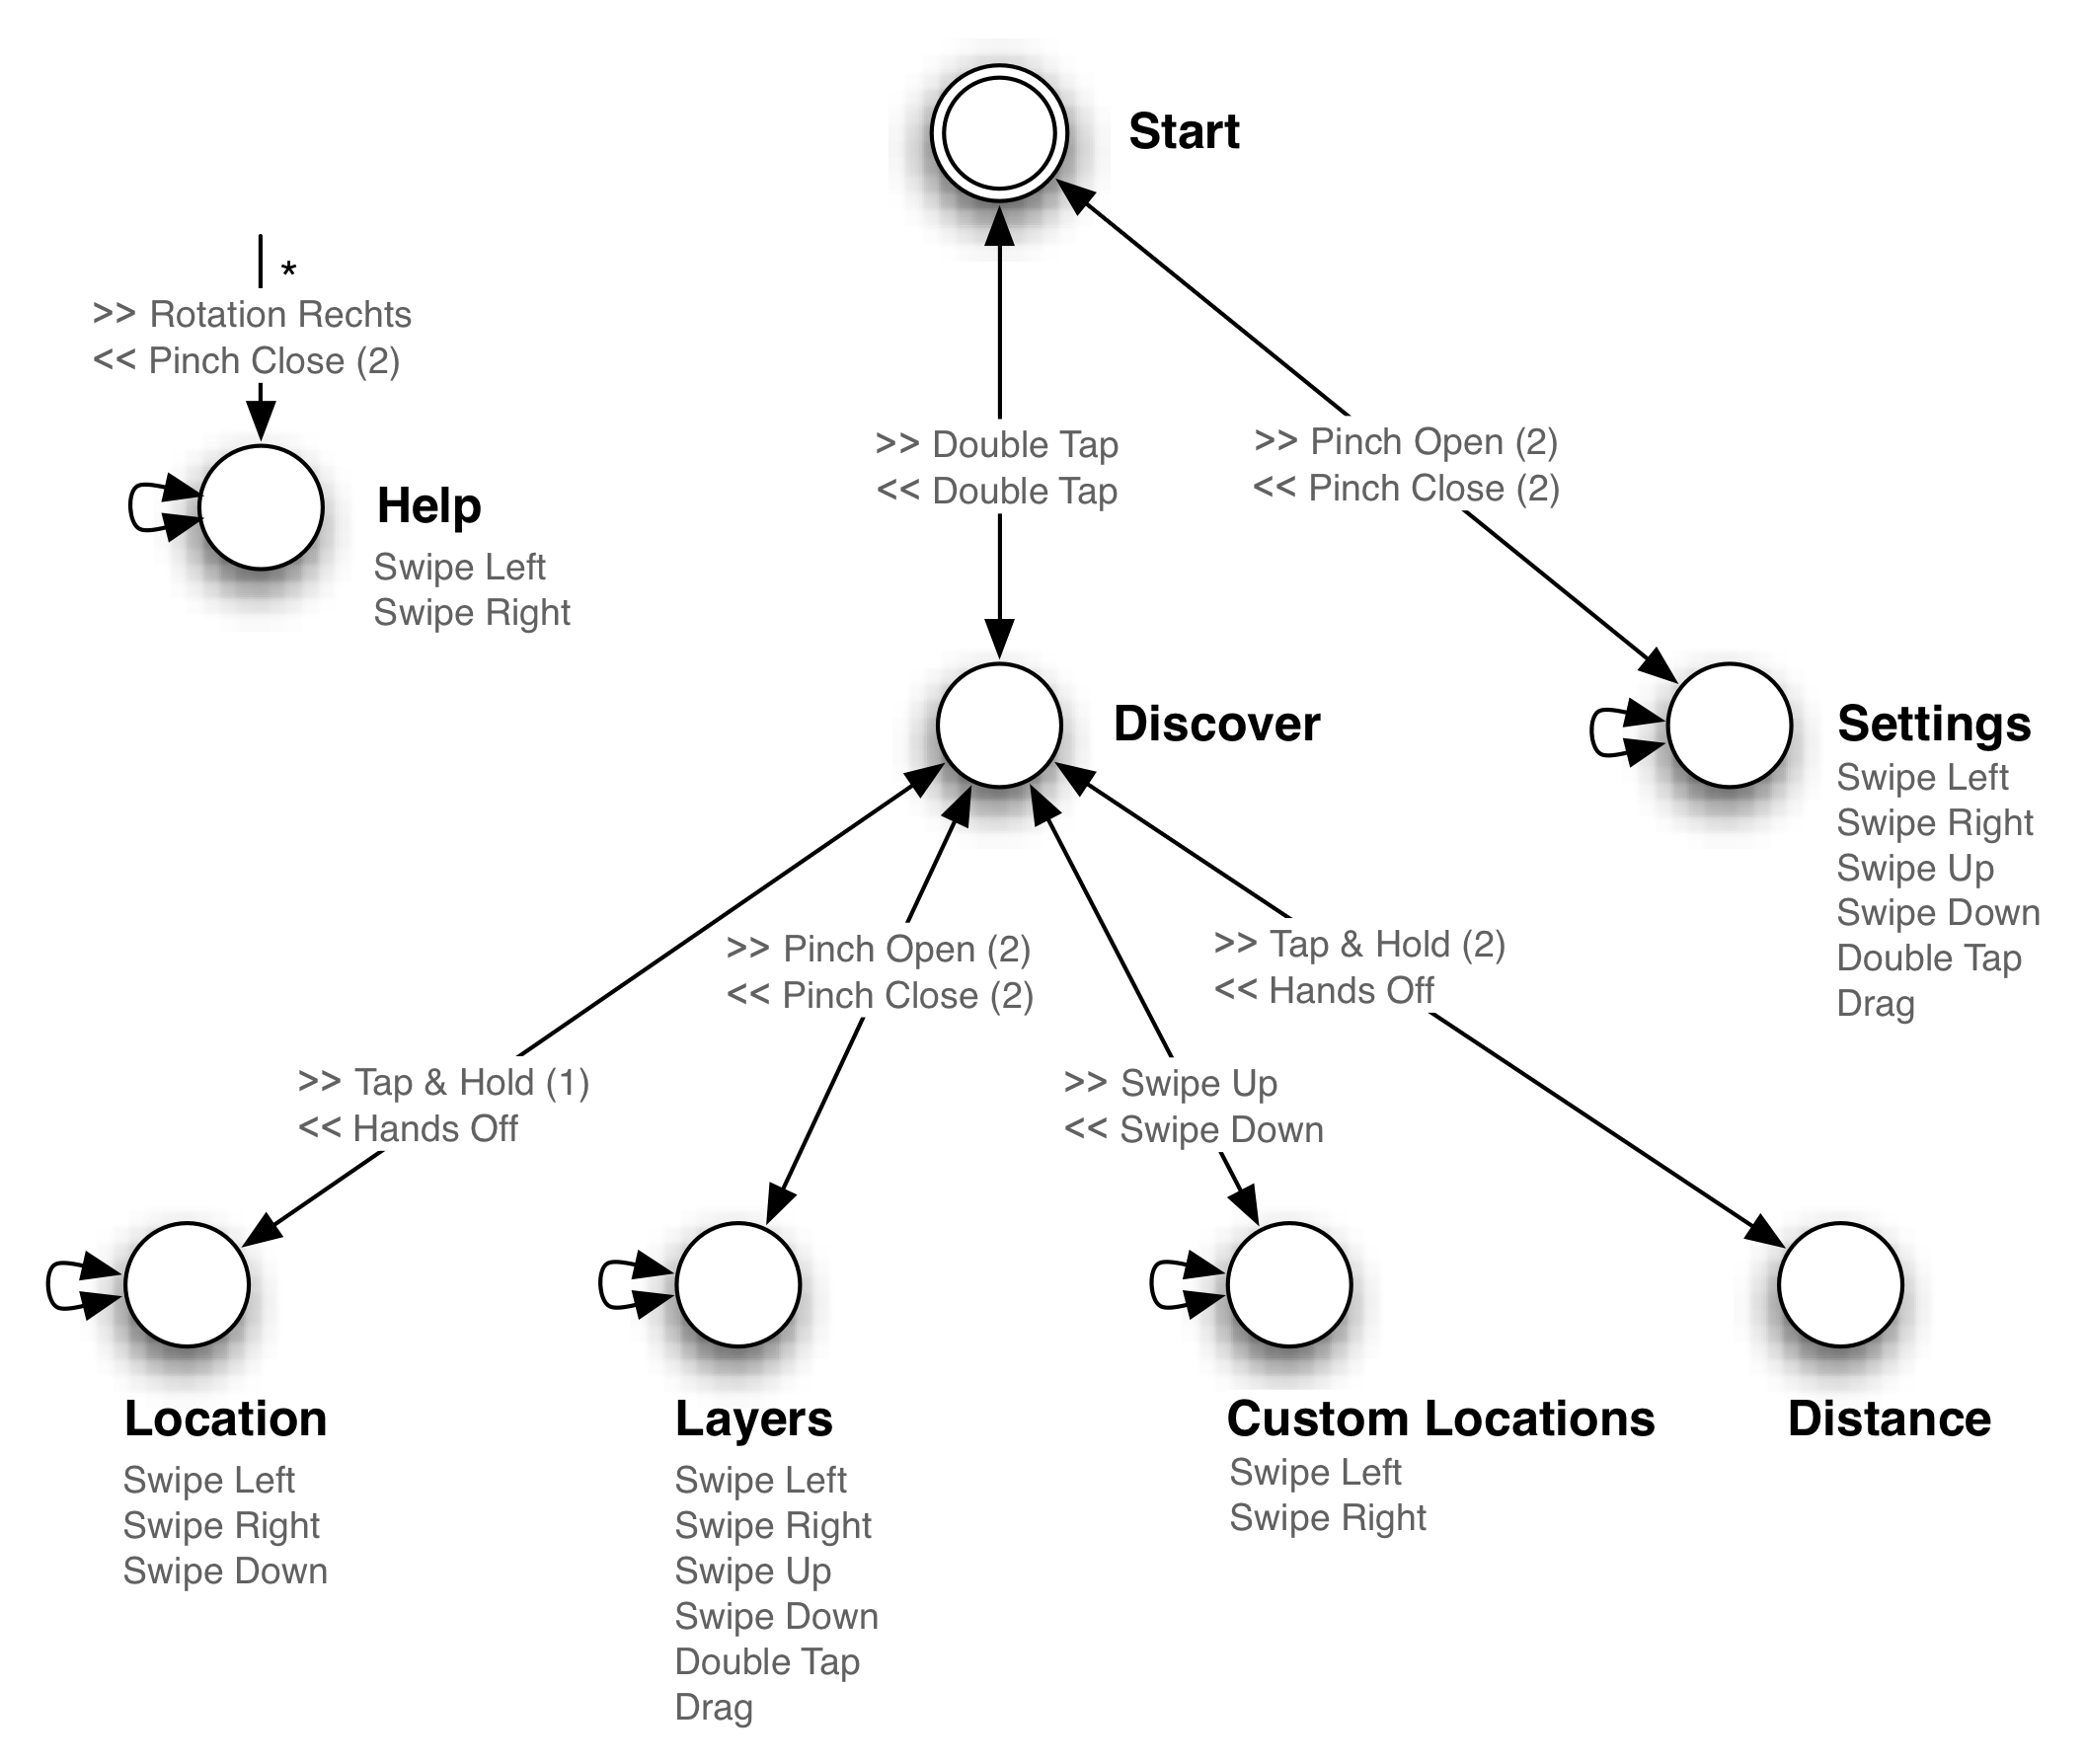 Start
*
>> Rotation Rechts
<< Pinch Close (2)
Help
Swipe Left
Swipe Right
>> Double Tap
<< Double Tap
>> Pinch Open (2)
<< Pinch Close (2)
Discover
Settings
Swipe Left
Swipe Right
Swipe Up
Swipe Down
Double Tap
Drag
>> Tap & Hold (1)
<< Hands Off
>> Pinch Open (2)
<< Pinch Close (2)
>> Swipe Up
<< Swipe Down
>> Tap & Hold (2)
<< Hands Off
Location
Swipe Left
Swipe Right
Swipe Down
Layers
Swipe Left
Swipe Right
Swipe Up
Swipe Down
Double Tap
Drag
Custom Locations
Swipe Left
Swipe Right
Distance